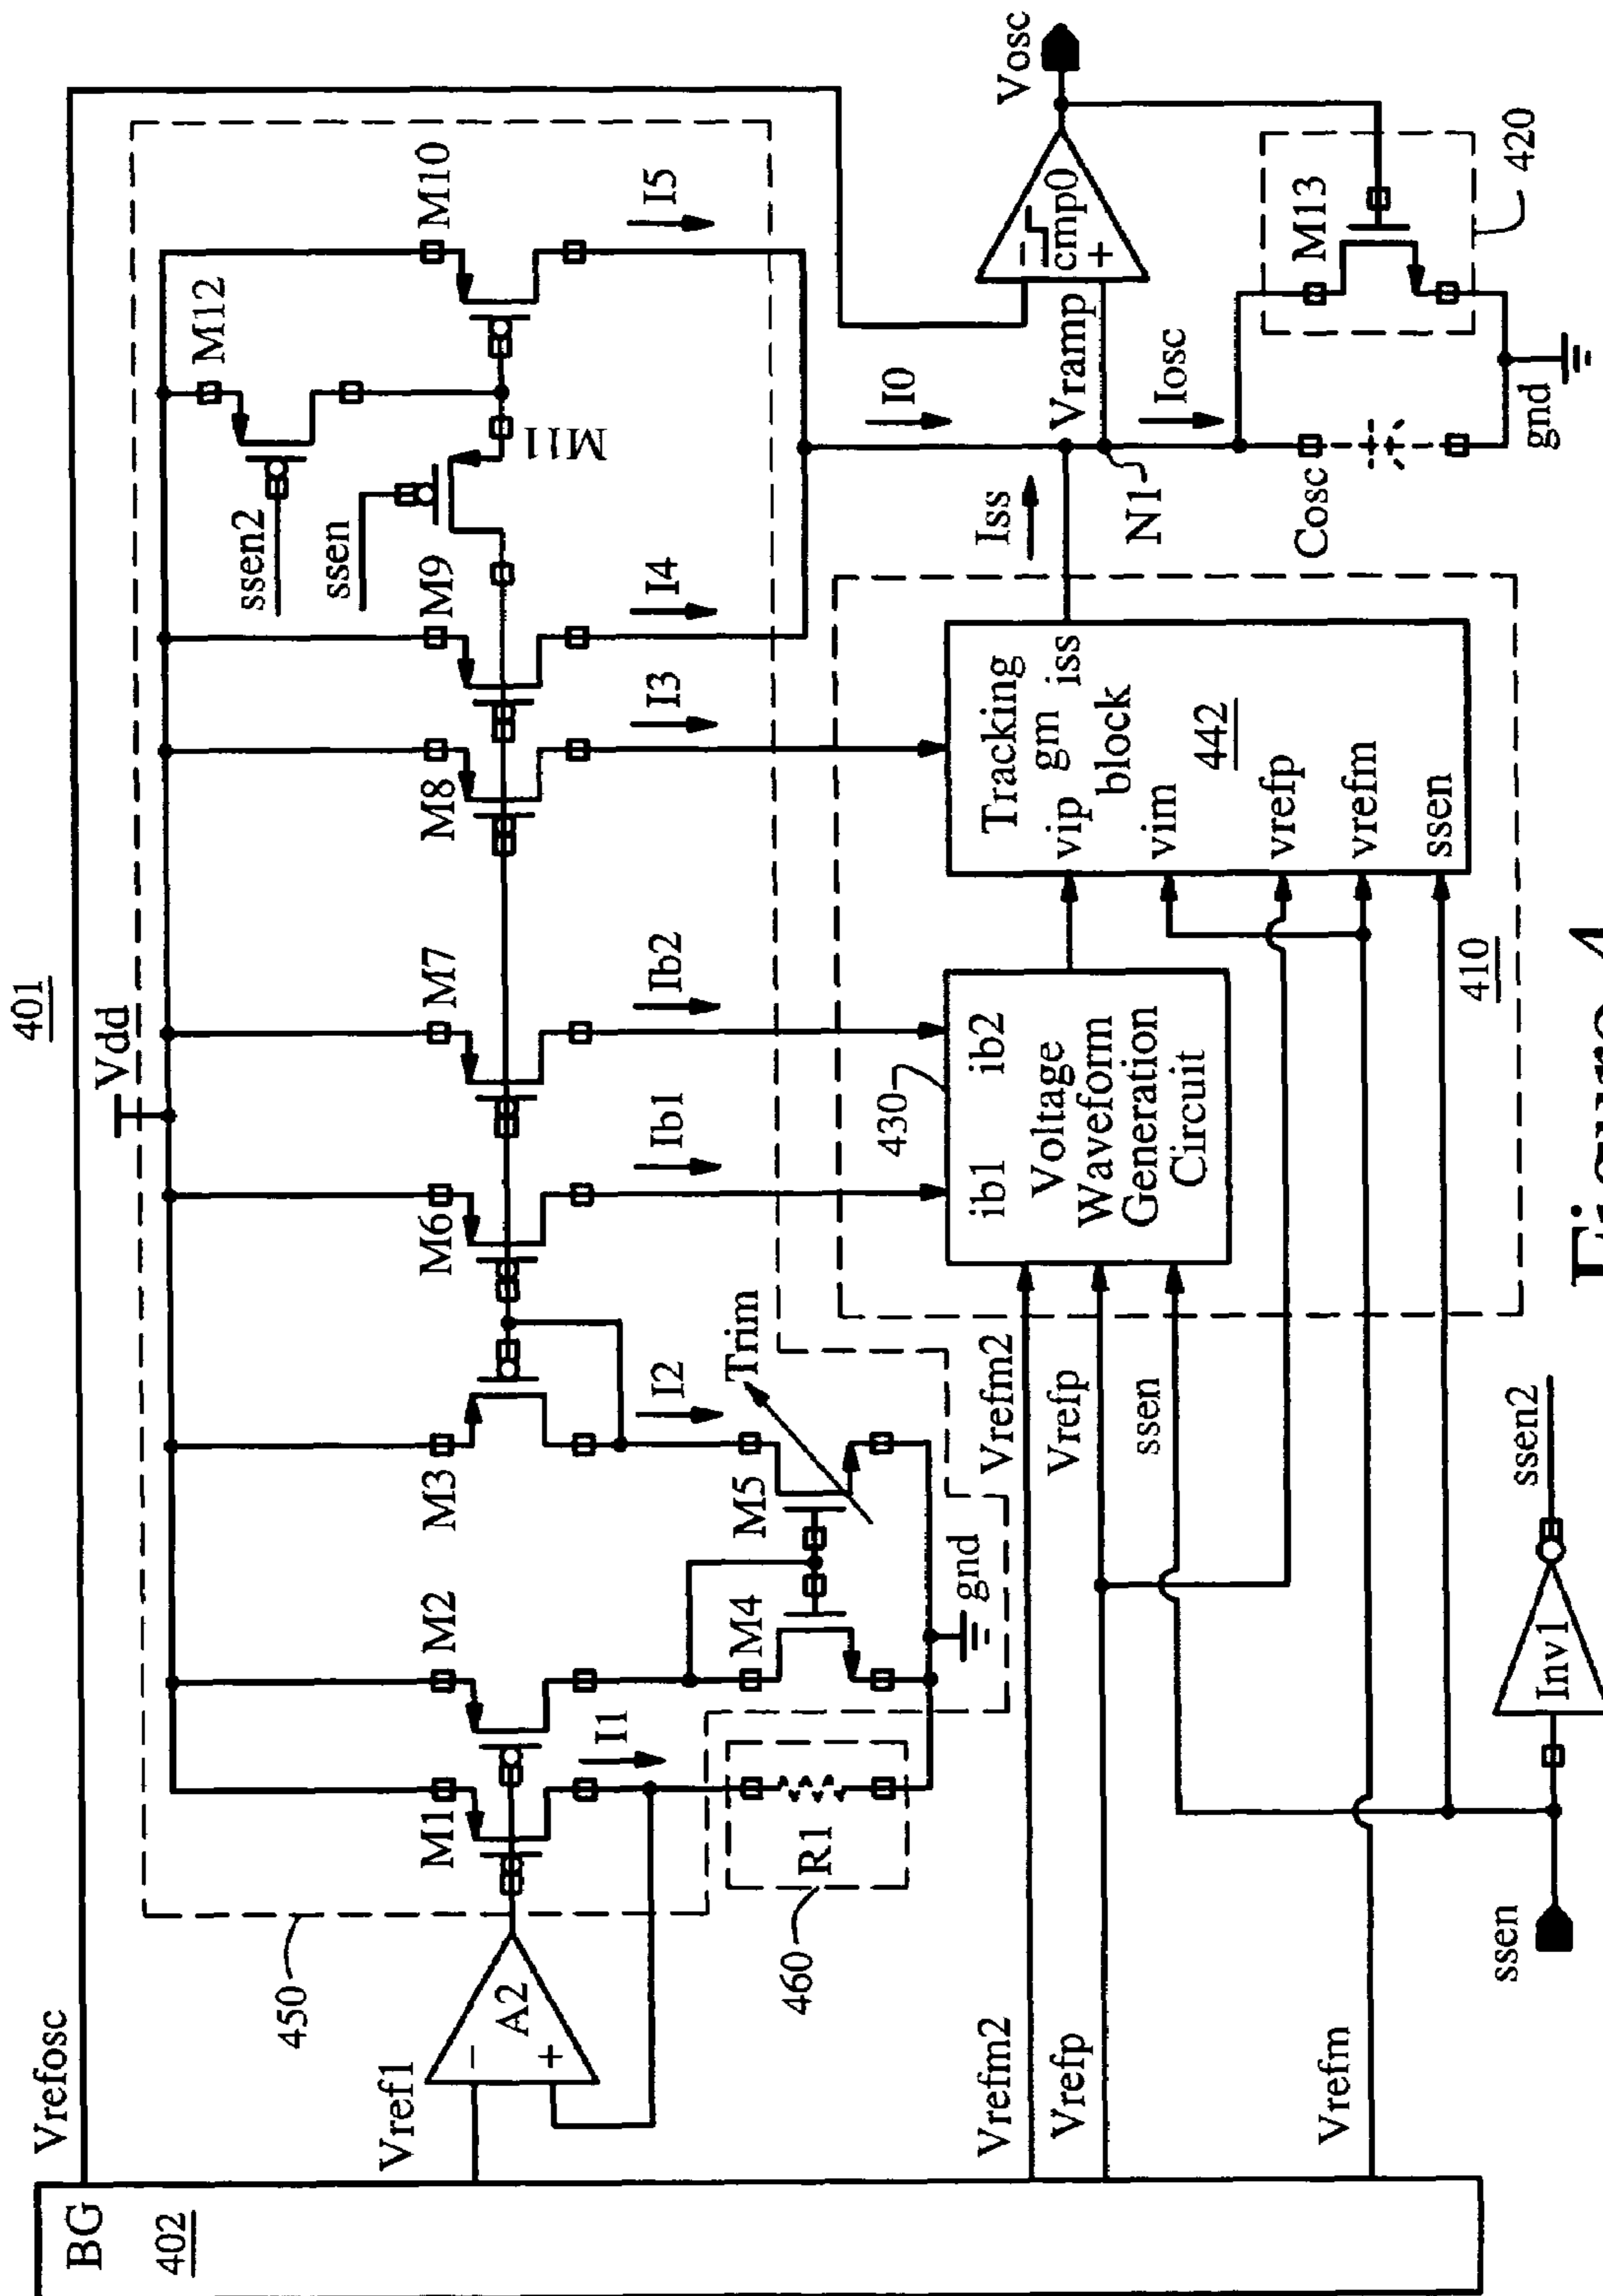 401
Vrefosc
BG
402
Vdd
450
Vref1
A2
−
+
M1
M2
M3
M6
M7
M8
M9
M10
M11
M12
ssen2
ssen
I1
I2
Ib1
Ib2
I3
I4
I5
M4
M5
Trim
gnd
R1
460
Vrefm2
Vrefp
Vrefm
Vrefm2
Vrefp
ssen
430
ib1
ib2
Voltage
Waveform
Generation
Circuit
410
Tracking
gm
iss
block
442
vip
vim
vrefp
vrefm
ssen
Iss
I0
N1
Vramp
Iosc
Cosc
gnd
−
cmp0
+
Vosc
M13
420
ssen
Inv1
ssen2
Figure 4